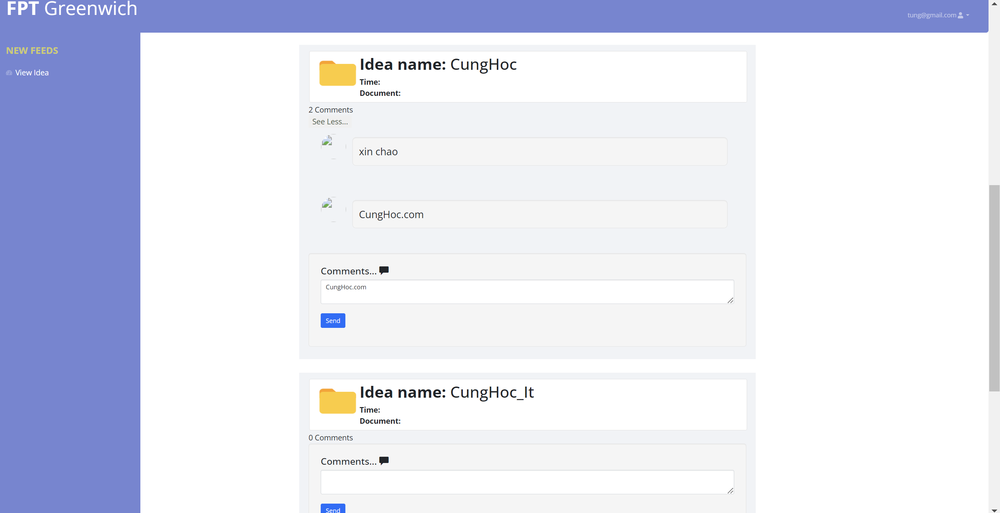 FPT Greenwich
tung@gmail.com
NEW FEEDS
View Idea
Idea name: CungHoc
Time:
Document:
2 Comments
See Less...
xin chao
CungHoc.com
Comments...
CungHoc.com
Send
Idea name: CungHoc_It
Time:
Document:
0 Comments
Comments...
Send